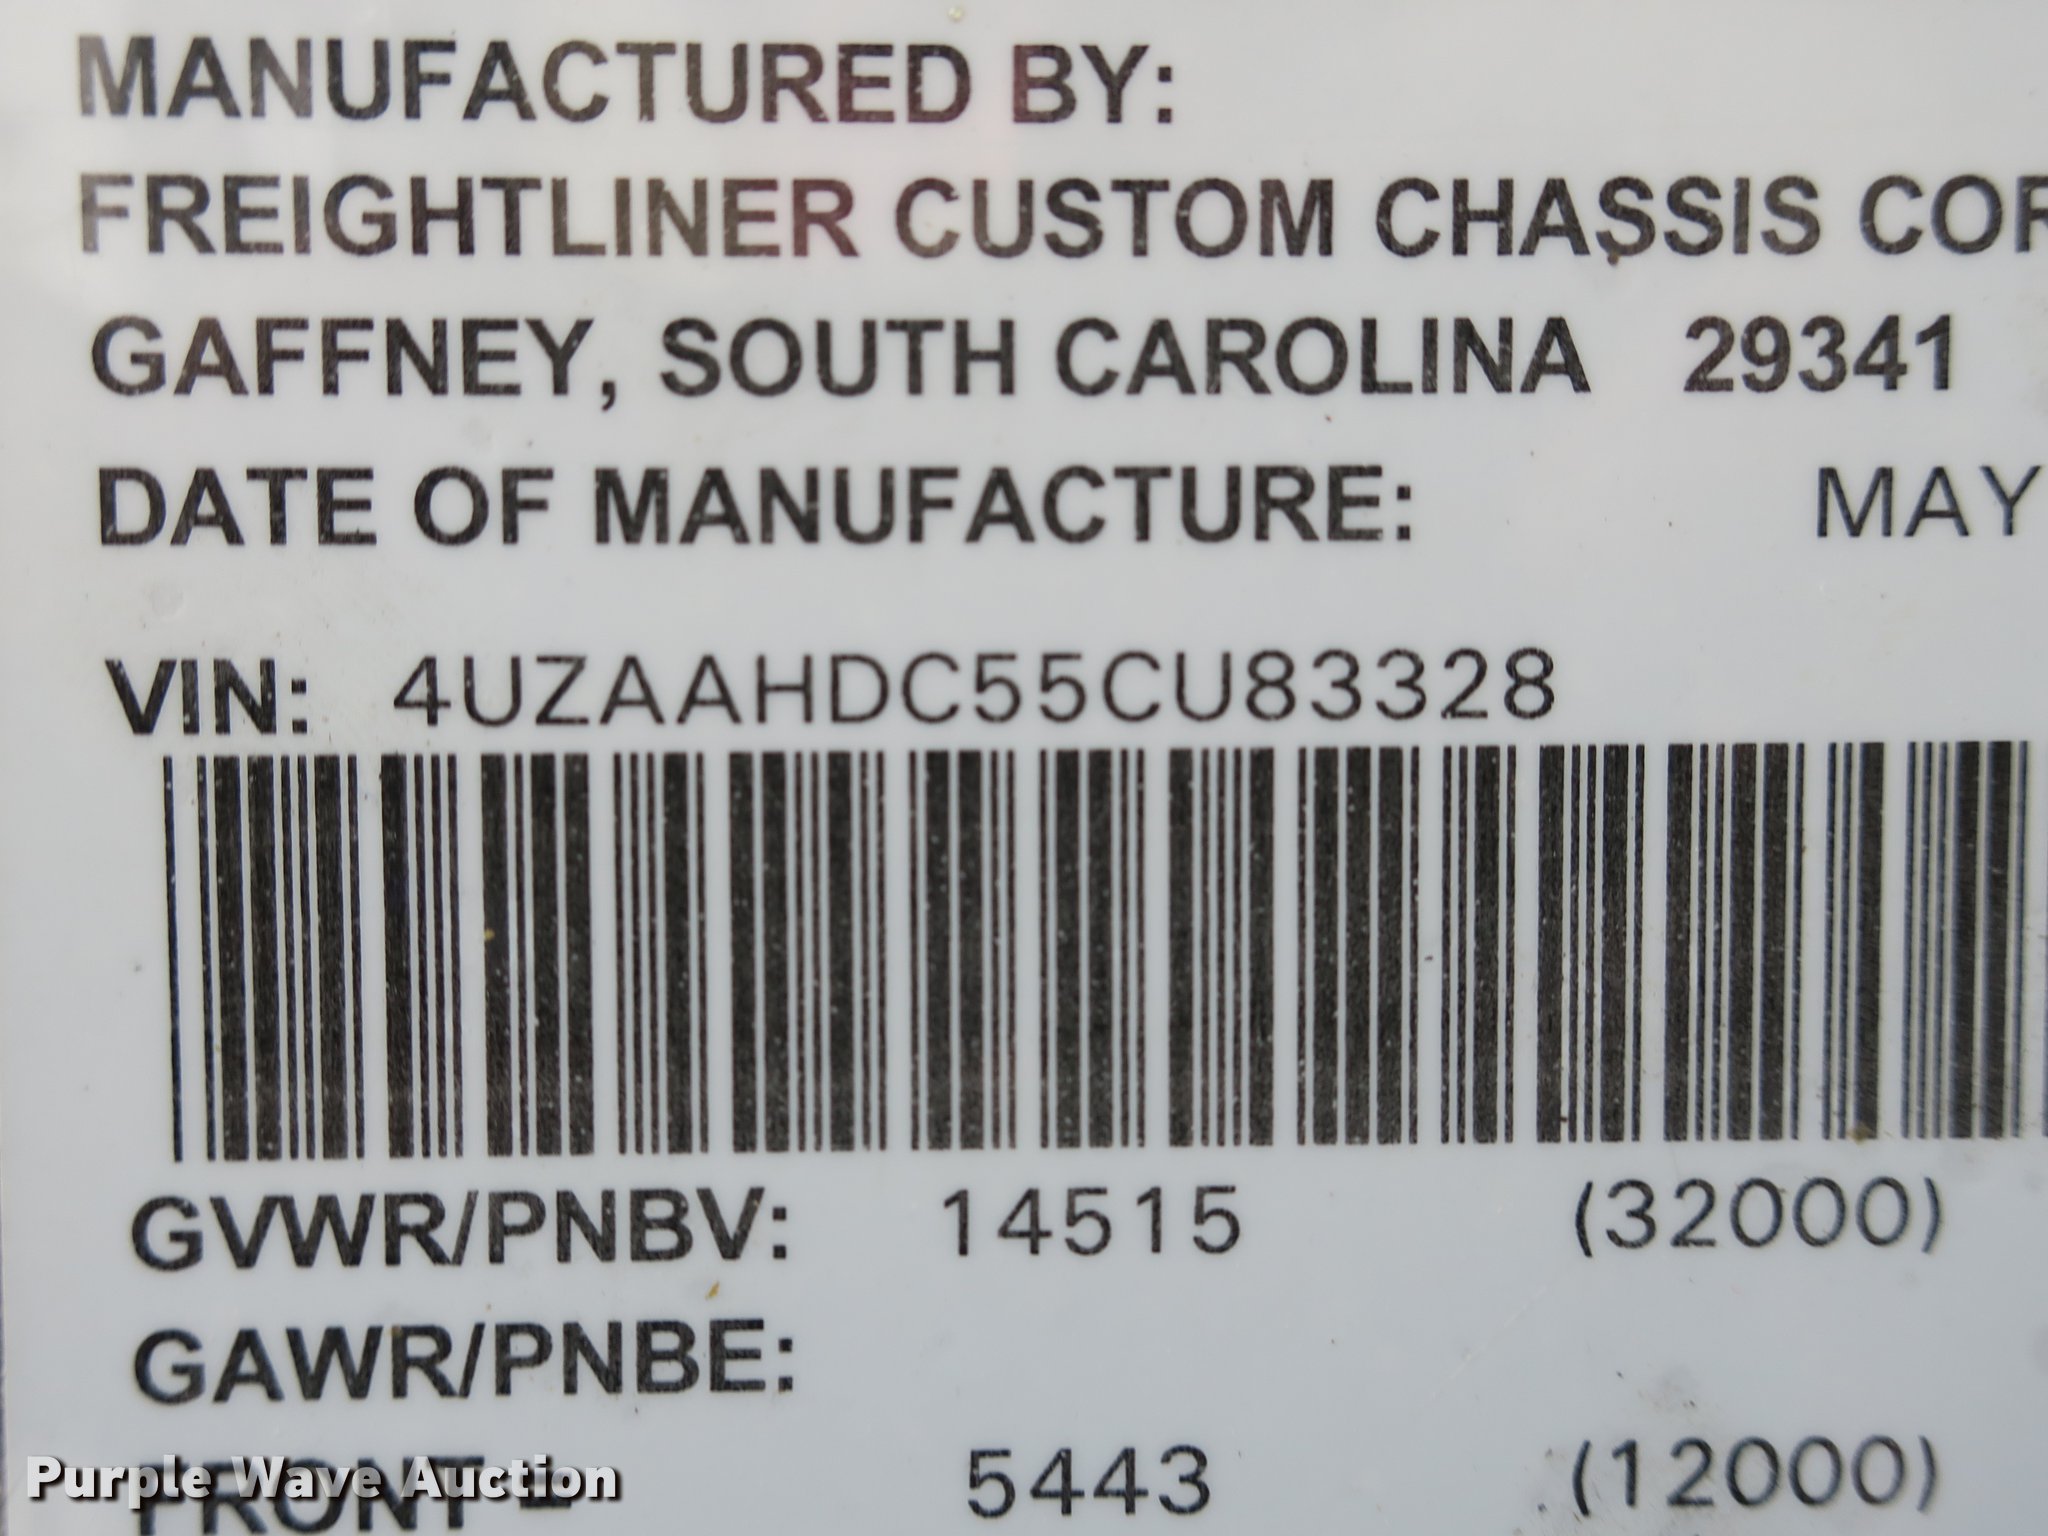 MANUFACTURED BY:
FREIGHTLINER CUSTOM CHASSIS COR
GAFFNEY, SOUTH CAROLINA 29341
DATE OF MANUFACTURE: MAY
VIN: 4UZAAHDC55CU83328
GVWR/PNBV: 14515 (32000)
GAWR/PNBE:
FRONT 5443 (12000)
Purple Wave Auction